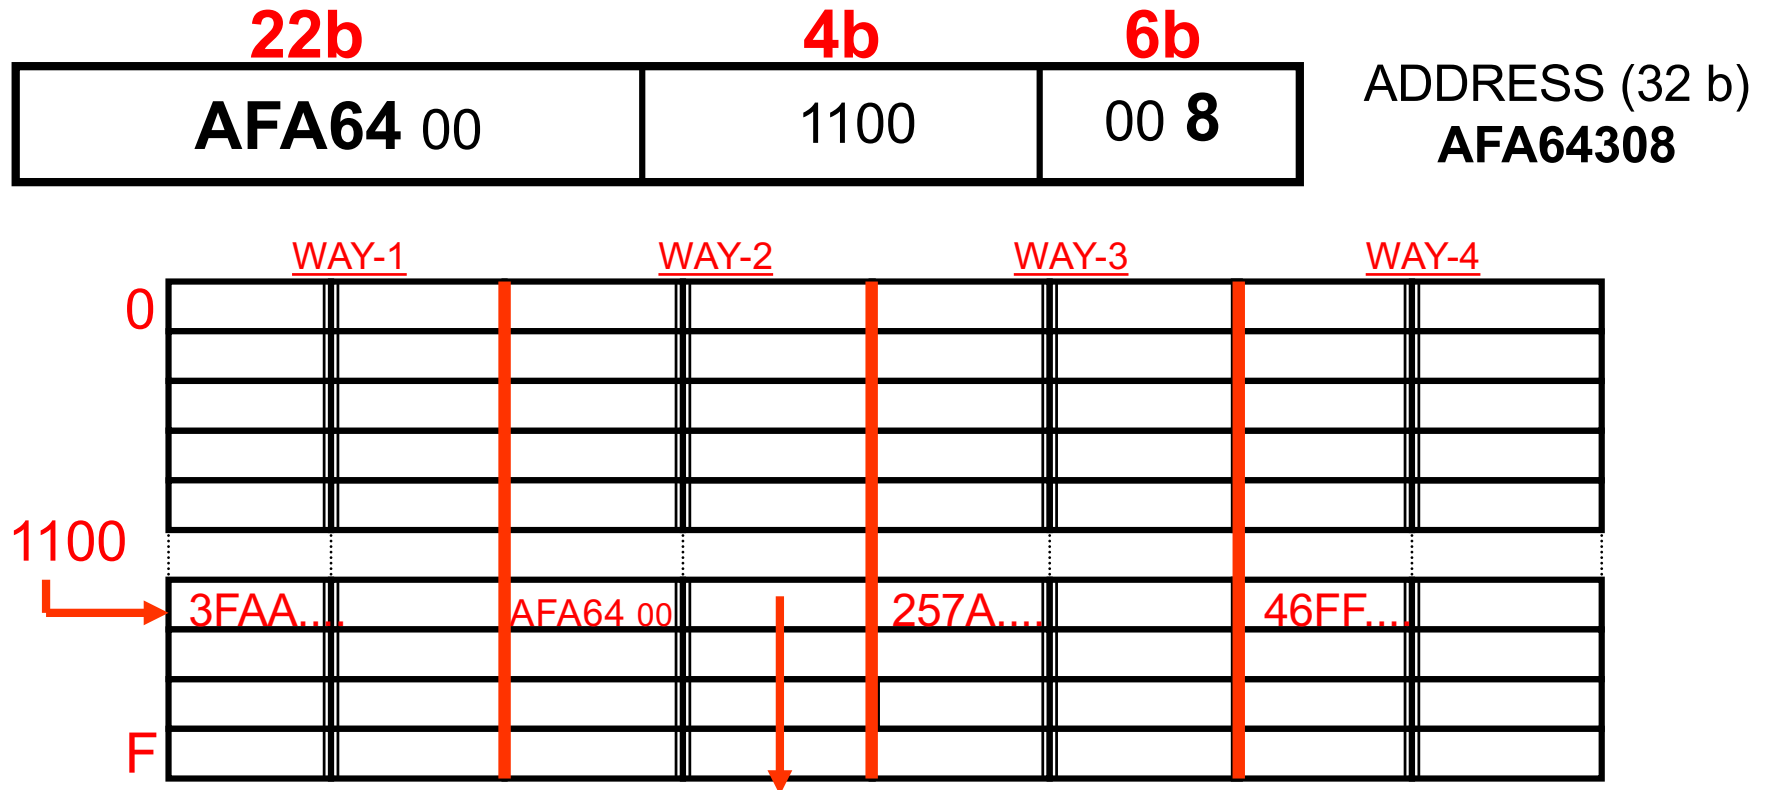 22b 4b 6b
AFA64 00 1100 00 8
ADDRESS (32 b)
AFA64308
WAY-1 WAY-2 WAY-3 WAY-4
0
1100
3FAA.... AFA64 00 257A.... 46FF....
F